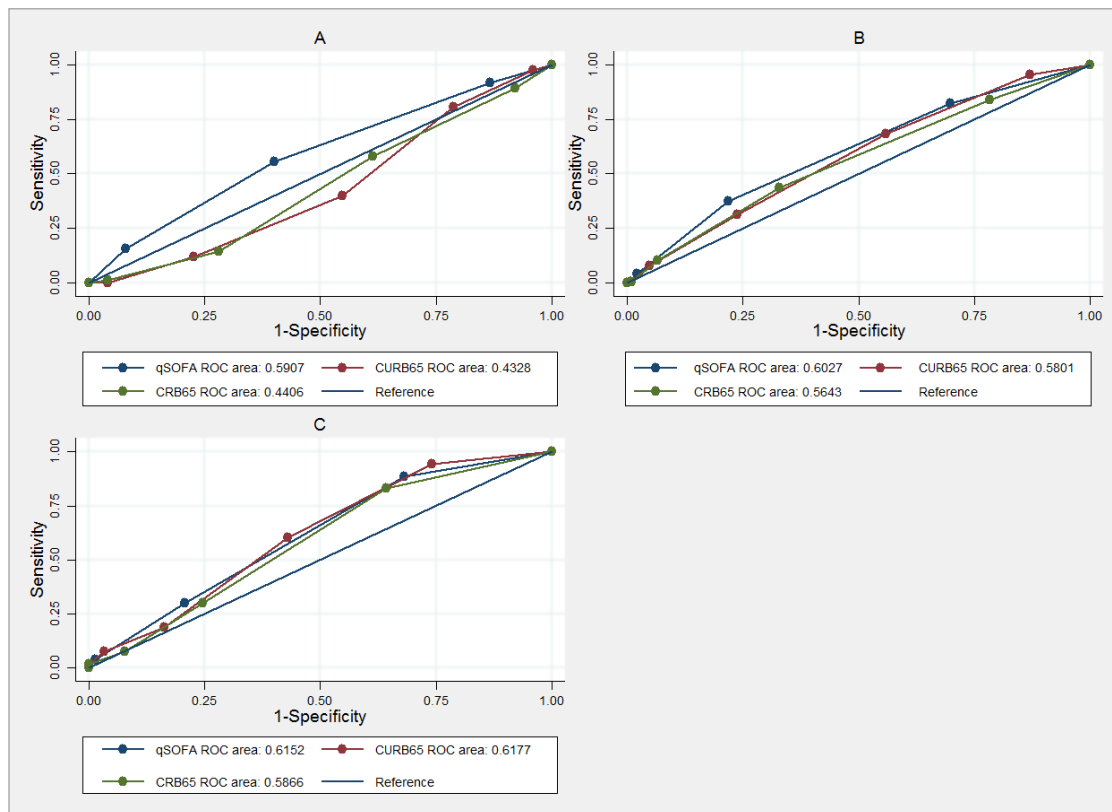 A
Sensitivity
1.00
0.75
0.50
0.25
0.00
0.00 0.25 0.50 0.75 1.00
1-Specificity
qSOFA ROC area: 0.5907 CURB65 ROC area: 0.4328
CRB65 ROC area: 0.4406 Reference
B
Sensitivity
1.00
0.75
0.50
0.25
0.00
0.00 0.25 0.50 0.75 1.00
1-Specificity
qSOFA ROC area: 0.6027 CURB65 ROC area: 0.5801
CRB65 ROC area: 0.5643 Reference
C
Sensitivity
1.00
0.75
0.50
0.25
0.00
0.00 0.25 0.50 0.75 1.00
1-Specificity
qSOFA ROC area: 0.6152 CURB65 ROC area: 0.6177
CRB65 ROC area: 0.5866 Reference